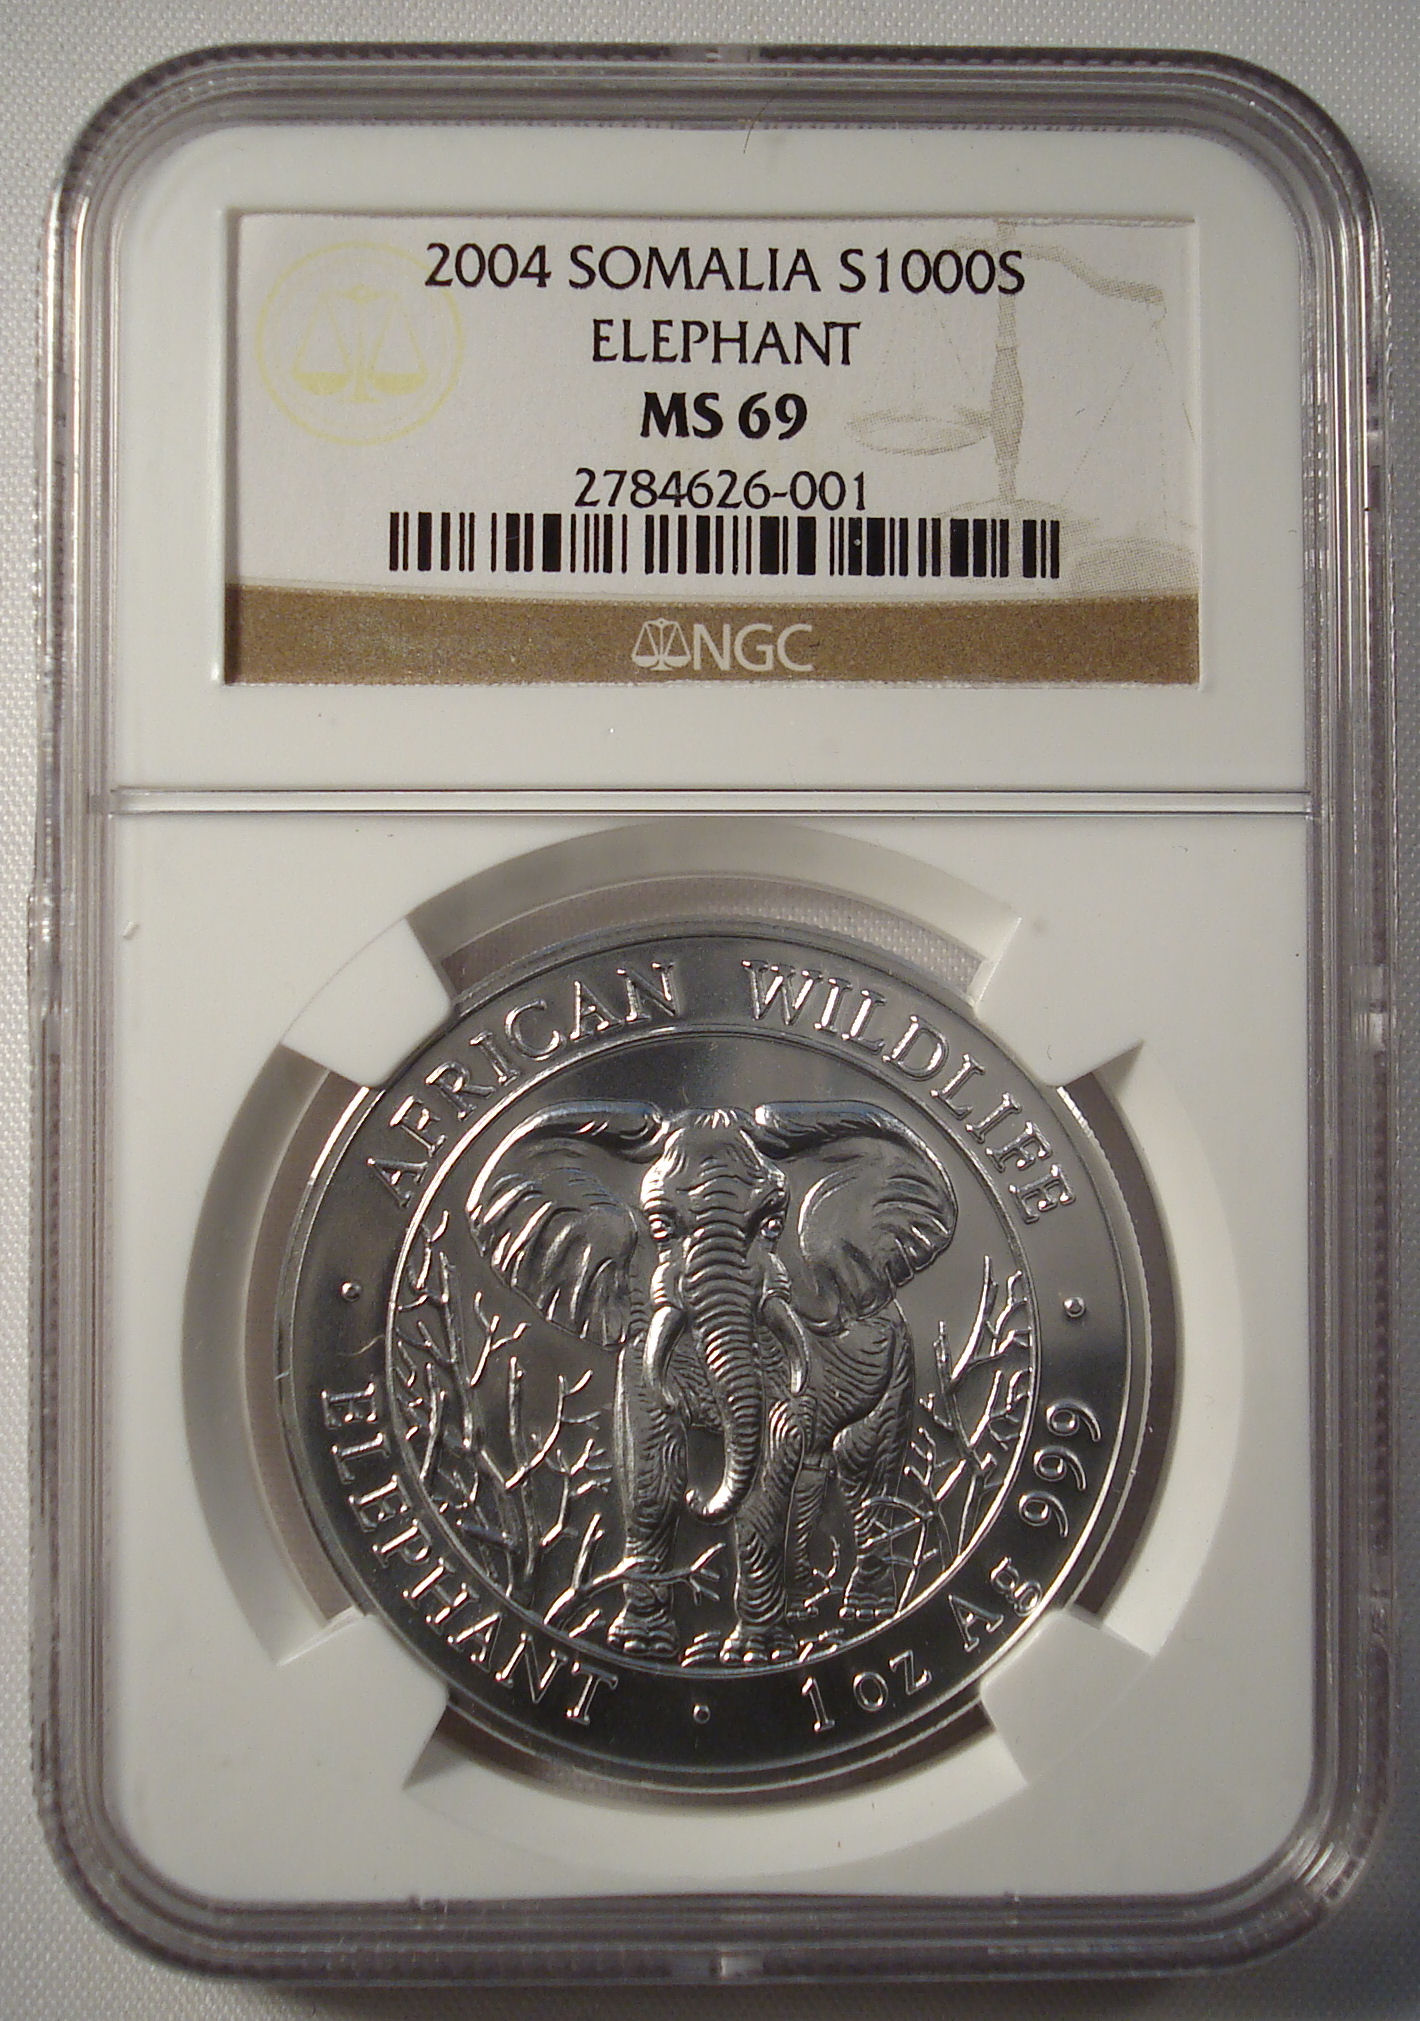 2004 SOMALIA S1000S
ELEPHANT
MS 69
2784626-001
NGC
AFRICAN WILDLIFE
ELEPHANT · 1 oz Ag 999